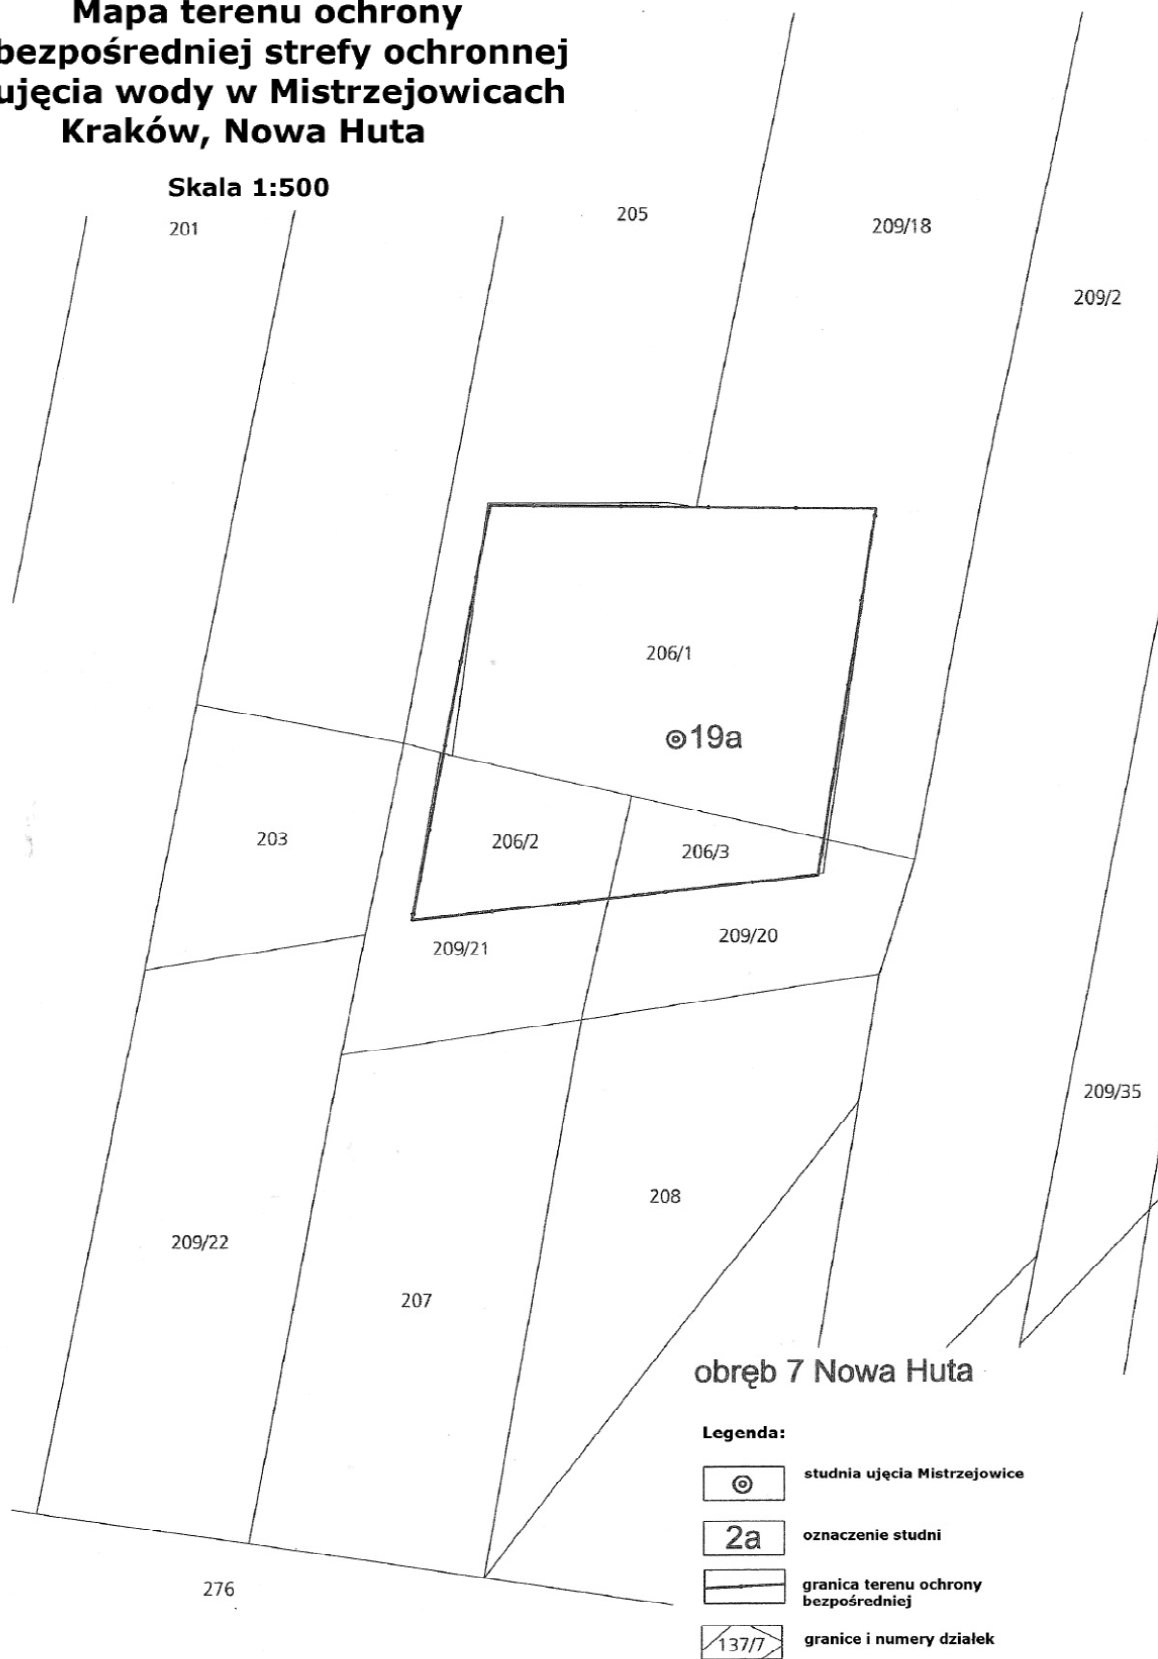 Mapa terenu ochrony
bezpośredniej strefy ochronnej
ujęcia wody w Mistrzejowicach
Kraków, Nowa Huta
Skala 1:500
201
205
209/18
209/2
206/1
19a
203
206/2
206/3
209/21
209/20
209/35
208
209/22
207
276
obręb 7 Nowa Huta
Legenda:
studnia ujęcia Mistrzejowice
2a oznaczenie studni
granica terenu ochrony
bezpośredniej
137/7 granice i numery działek